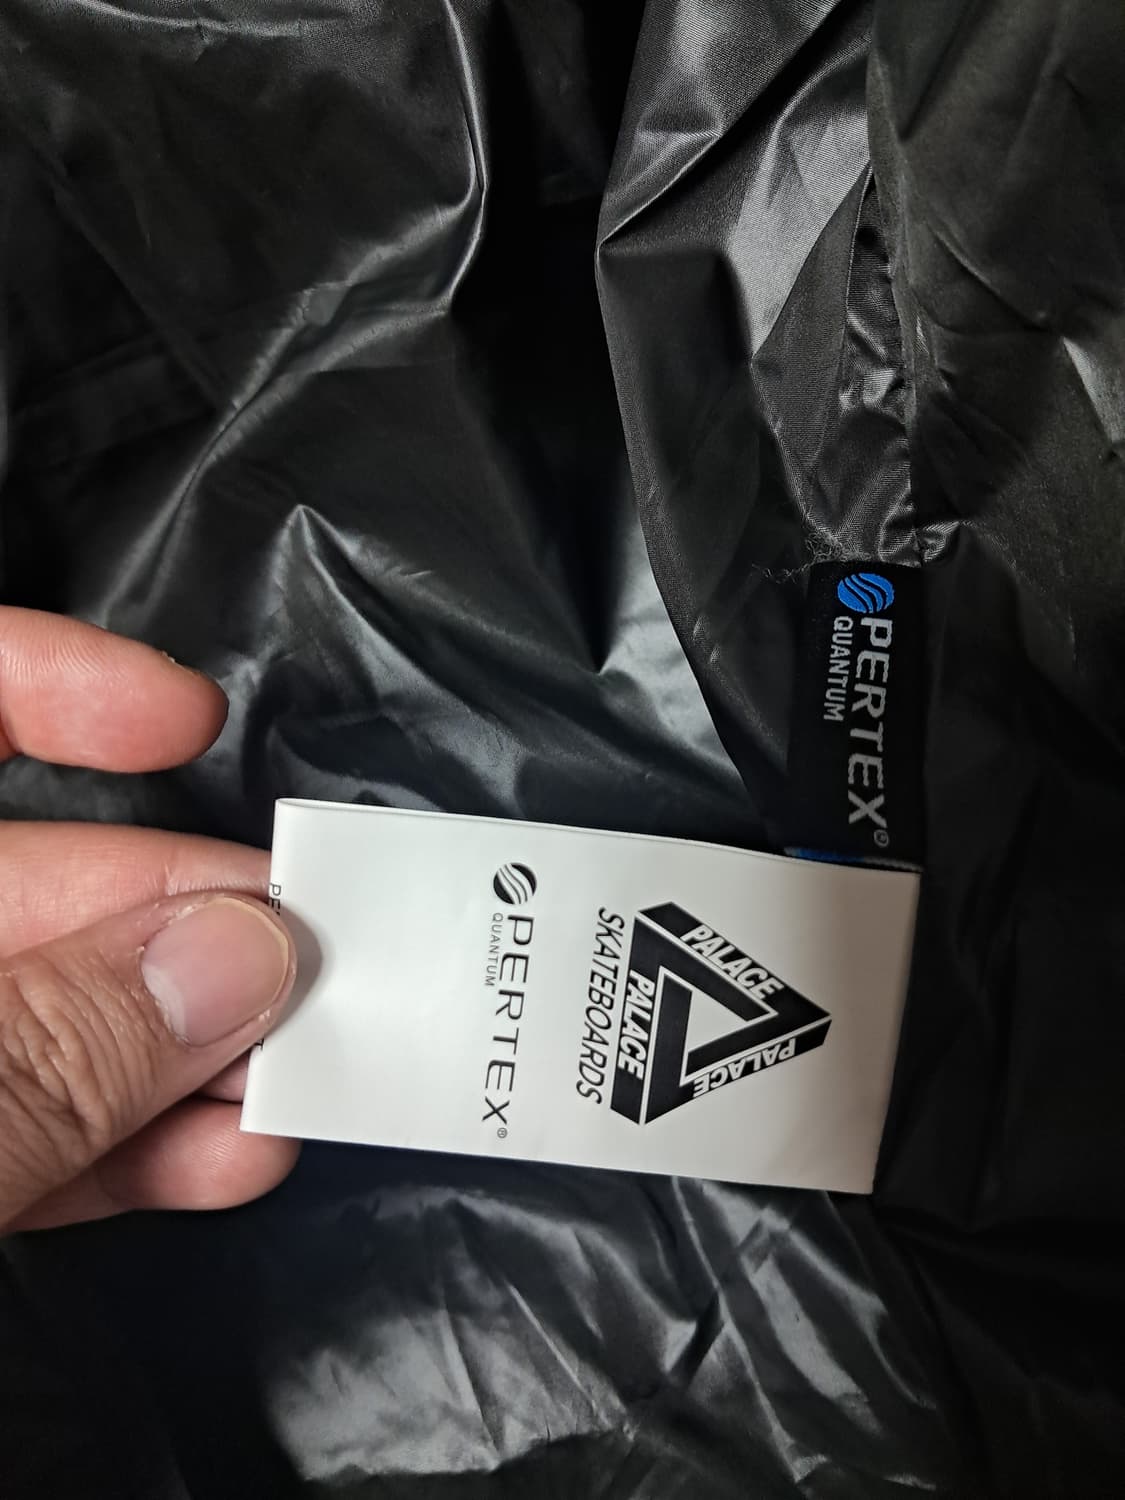 PERTEX®
QUANTUM
PALACE
PALACE
PALACE
SKATEBOARDS
PERTEX®
QUANTUM